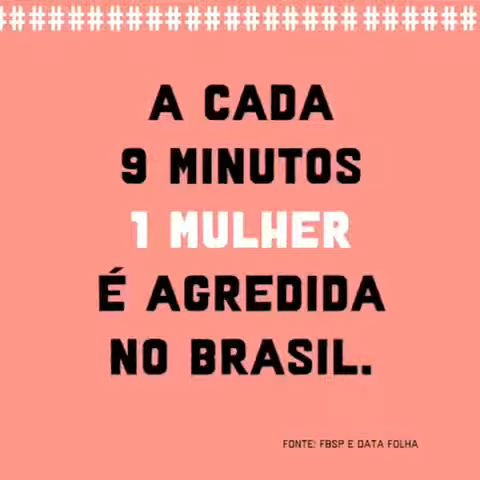 ################################
A CADA
9 MINUTOS
1 MULHER
É AGREDIDA
NO BRASIL.
FONTE: FBSP E DATA FOLHA